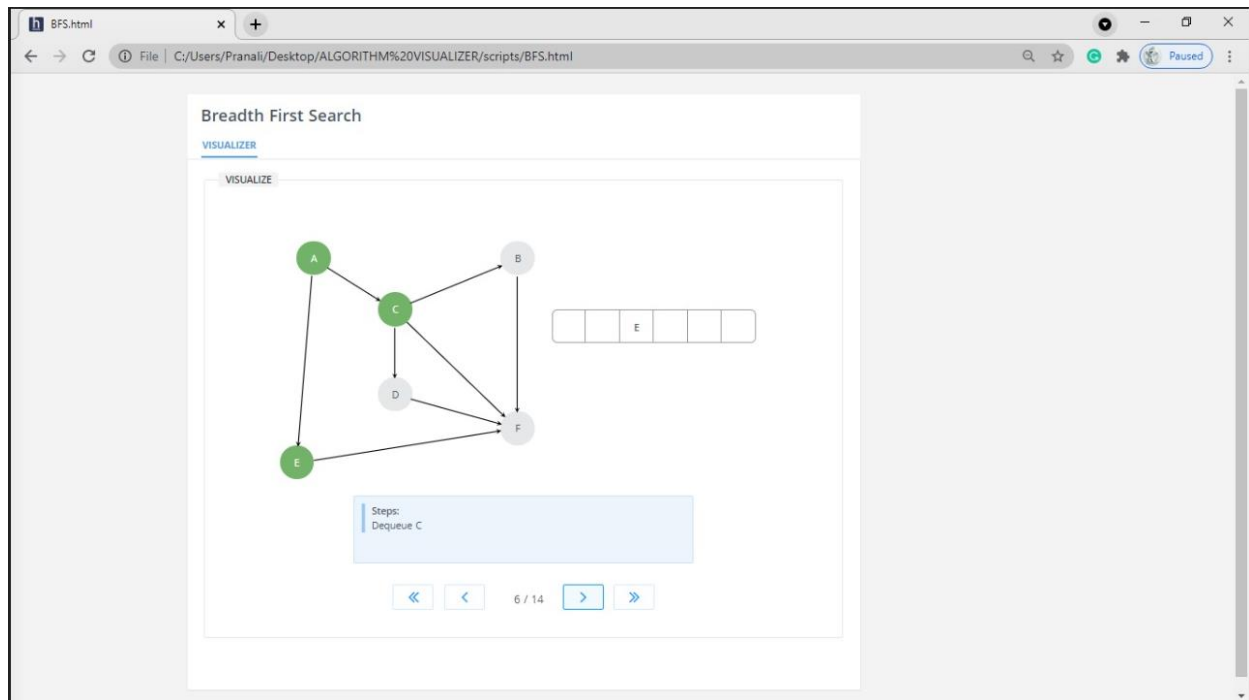 h BFS.html
File | C:/Users/Pranali/Desktop/ALGORITHM%20VISUALIZER/scripts/BFS.html
Paused
Breadth First Search
VISUALIZER
VISUALIZE
A
B
C
E
D
F
E
Steps:
Dequeue C
6 / 14